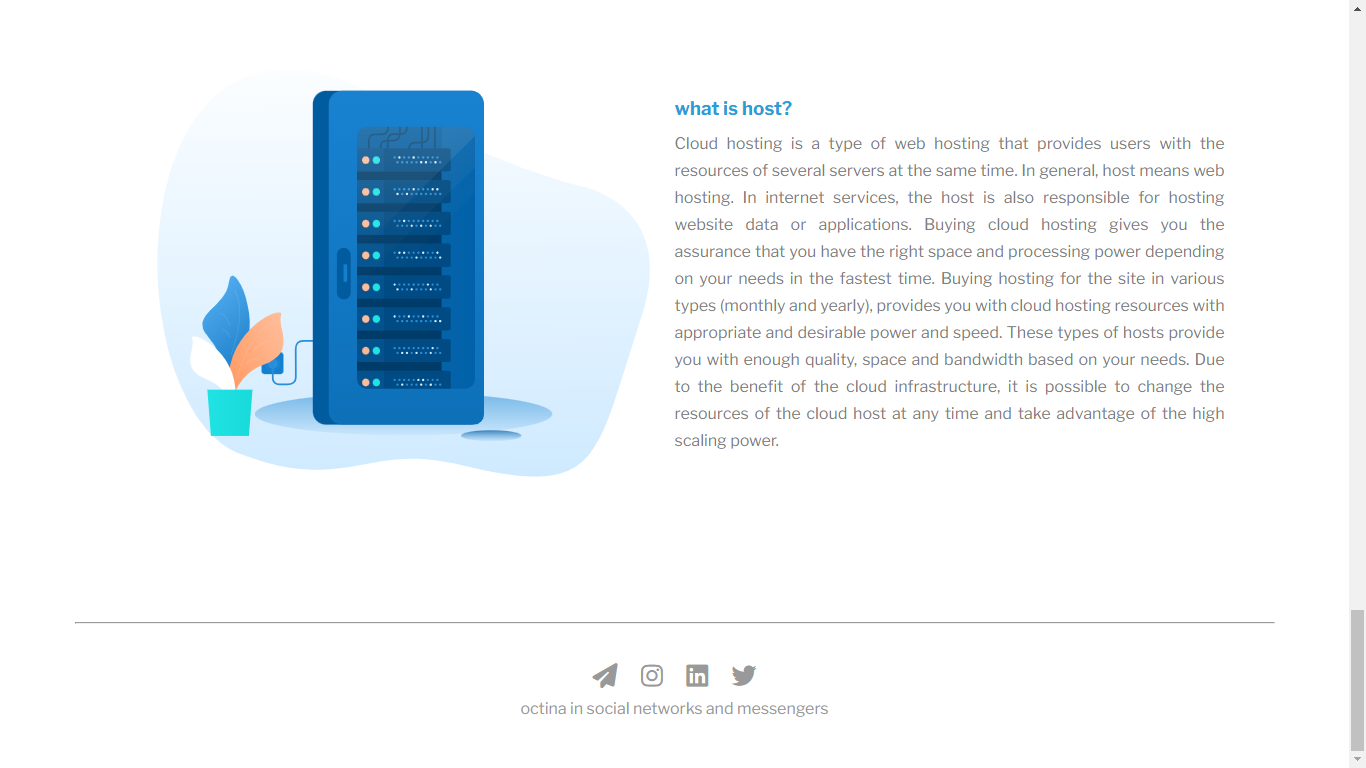 what is host?
Cloud hosting is a type of web hosting that provides users with the
resources of several servers at the same time. In general, host means web
hosting. In internet services, the host is also responsible for hosting
website data or applications. Buying cloud hosting gives you the
assurance that you have the right space and processing power depending
on your needs in the fastest time. Buying hosting for the site in various
types (monthly and yearly), provides you with cloud hosting resources with
appropriate and desirable power and speed. These types of hosts provide
you with enough quality, space and bandwidth based on your needs. Due
to the benefit of the cloud infrastructure, it is possible to change the
resources of the cloud host at any time and take advantage of the high
scaling power.
octina in social networks and messengers